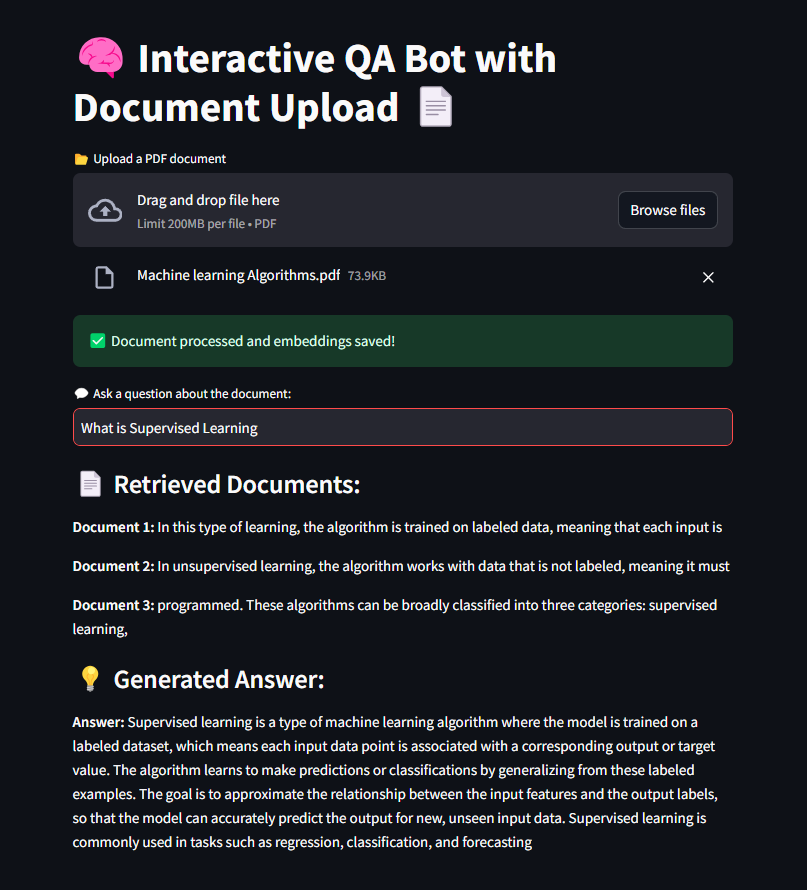 🧠 Interactive QA Bot with
Document Upload 📄
📂 Upload a PDF document
Drag and drop file here
Limit 200MB per file • PDF
Browse files
Machine learning Algorithms.pdf 73.9KB
✅ Document processed and embeddings saved!
💬 Ask a question about the document:
What is Supervised Learning
📄 Retrieved Documents:
Document 1: In this type of learning, the algorithm is trained on labeled data, meaning that each input is
Document 2: In unsupervised learning, the algorithm works with data that is not labeled, meaning it must
Document 3: programmed. These algorithms can be broadly classified into three categories: supervised
learning,
💡 Generated Answer:
Answer: Supervised learning is a type of machine learning algorithm where the model is trained on a
labeled dataset, which means each input data point is associated with a corresponding output or target
value. The algorithm learns to make predictions or classifications by generalizing from these labeled
examples. The goal is to approximate the relationship between the input features and the output labels,
so that the model can accurately predict the output for new, unseen input data. Supervised learning is
commonly used in tasks such as regression, classification, and forecasting